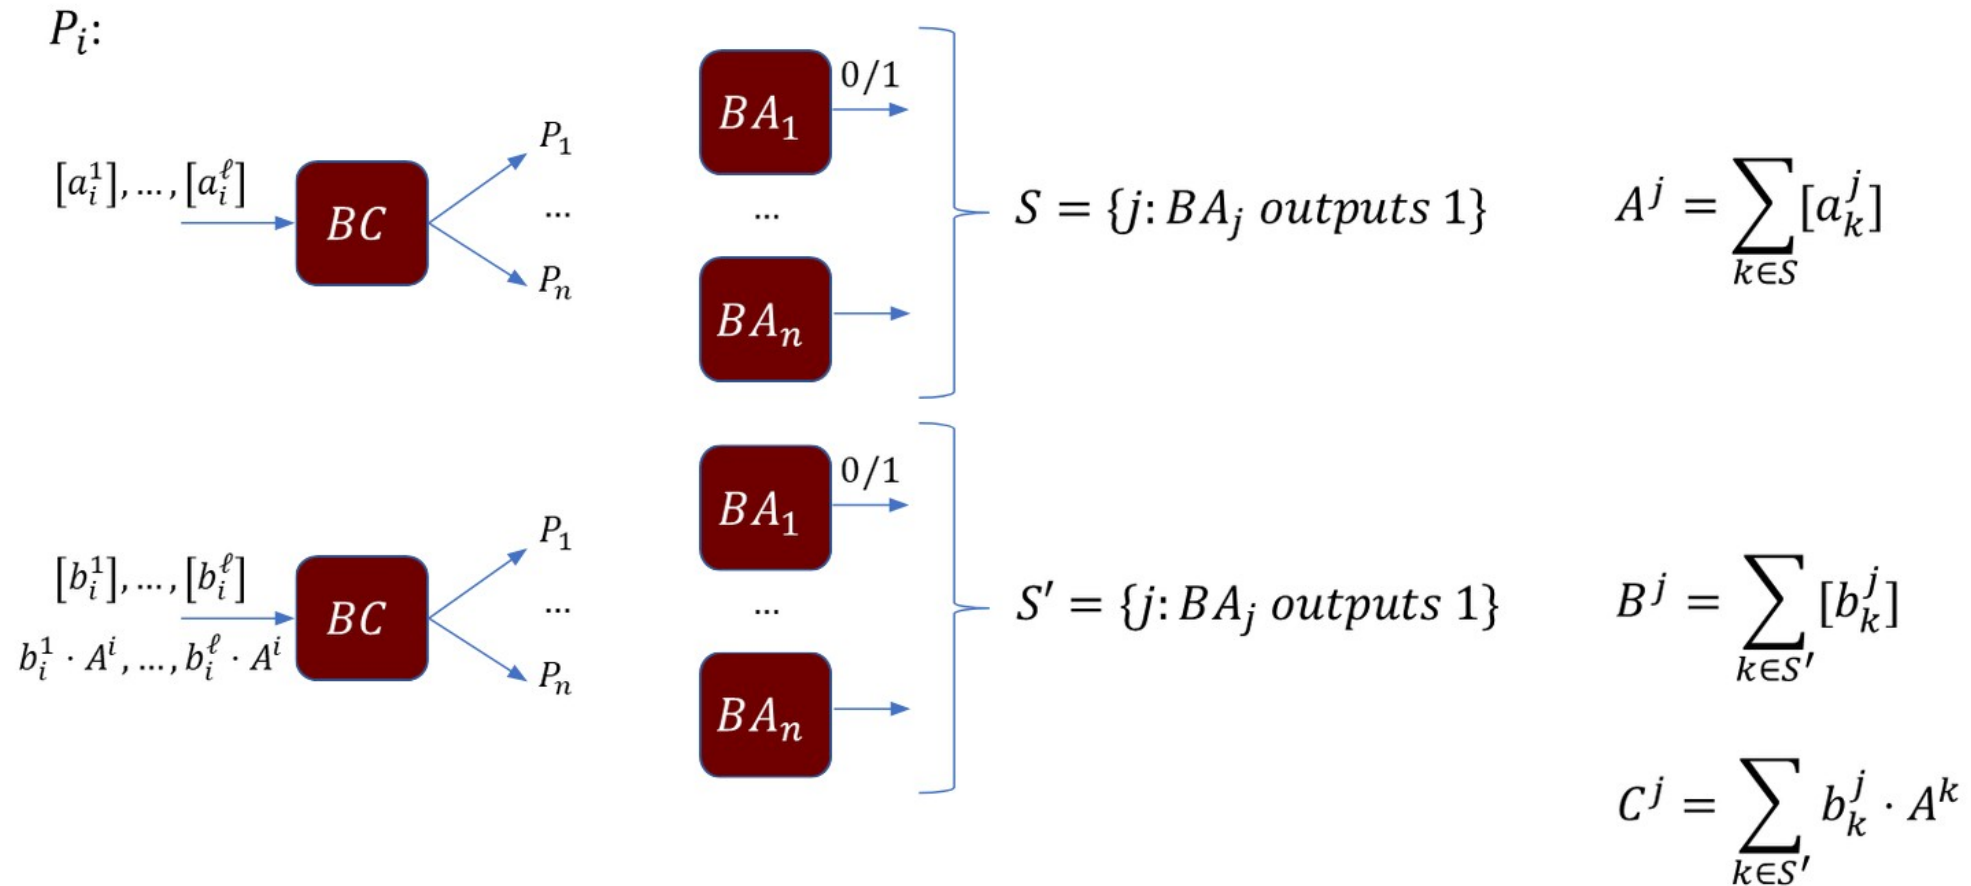 P_i:
[a_i^1], …, [a_i^ℓ]
BC
P_1
...
P_n
BA_1
0/1
...
BA_n
S = {j: BA_j outputs 1}
A^j = ∑_{k∈S} [a_k^j]
[b_i^1], …, [b_i^ℓ]
b_i^1 · A^i, …, b_i^ℓ · A^i
BC
P_1
...
P_n
BA_1
0/1
...
BA_n
S′ = {j: BA_j outputs 1}
B^j = ∑_{k∈S′} [b_k^j]
C^j = ∑_{k∈S′} b_k^j · A^k